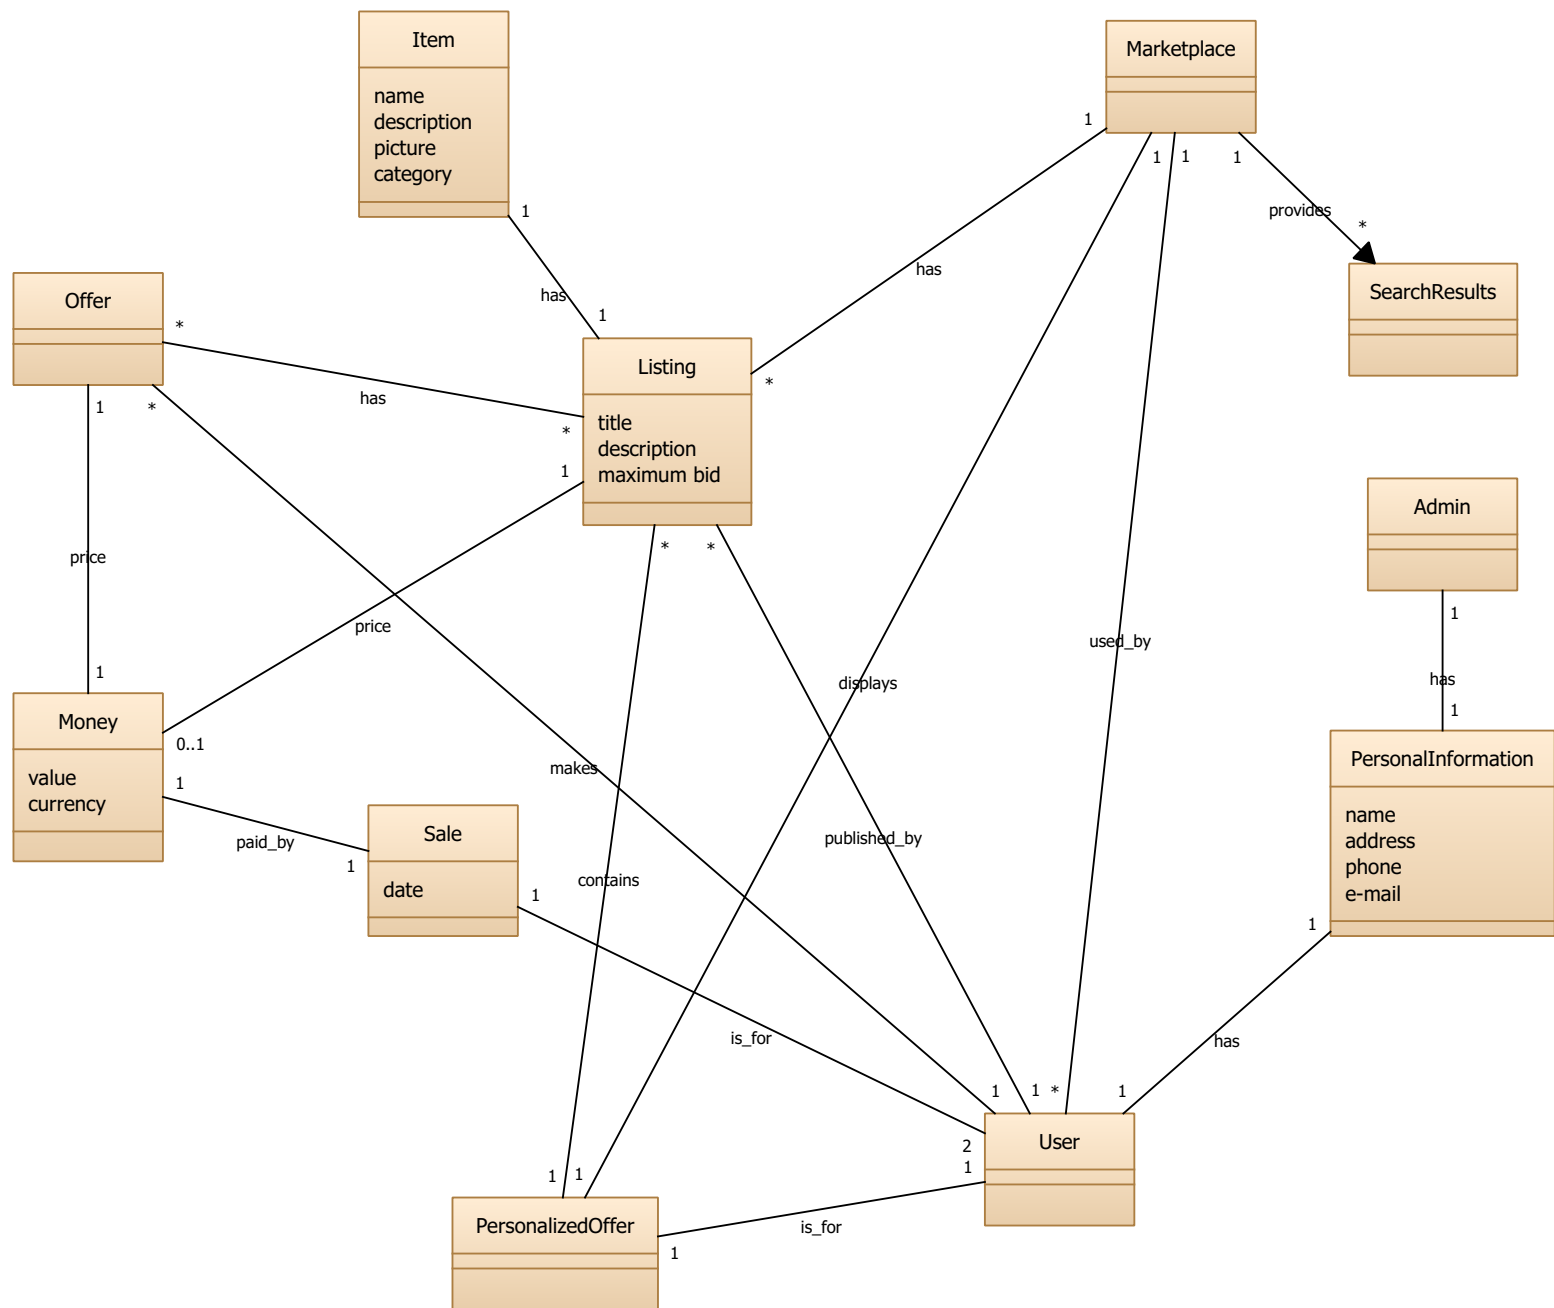 Item
name
description
picture
category
Marketplace
1
1
1
1
1
provides
*
has
has
1
*
SearchResults
Offer
*
has
*
1
*
Listing
title
description
maximum bid
*
1
*
*
Admin
1
has
1
price
price
used_by
displays
1
Money
value
currency
0..1
1
paid_by
1
makes
published_by
contains
Sale
date
1
PersonalInformation
name
address
phone
e-mail
1
has
is_for
1
1
*
1
2
1
User
1
1
PersonalizedOffer
1
is_for